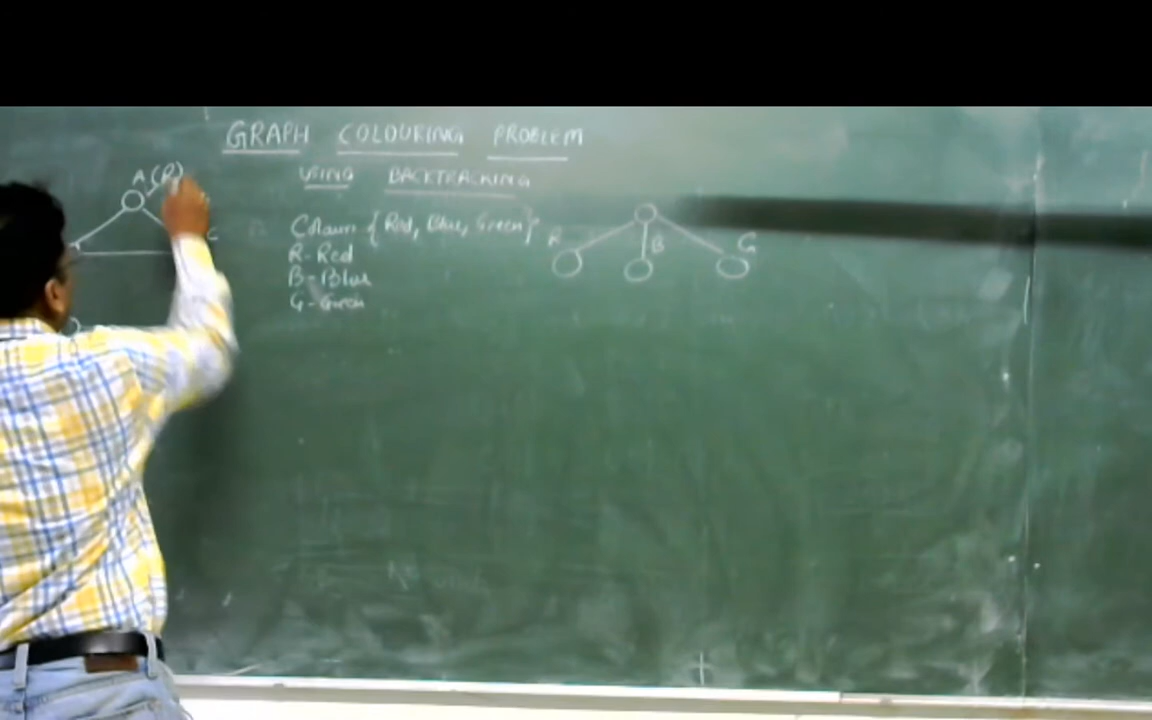 GRAPH COLOURING PROBLEM
USING BACKTRACKING
A (R)
C
Colours {Red, Blue, Green}
R - Red
B - Blue
G - Green
R
B
G